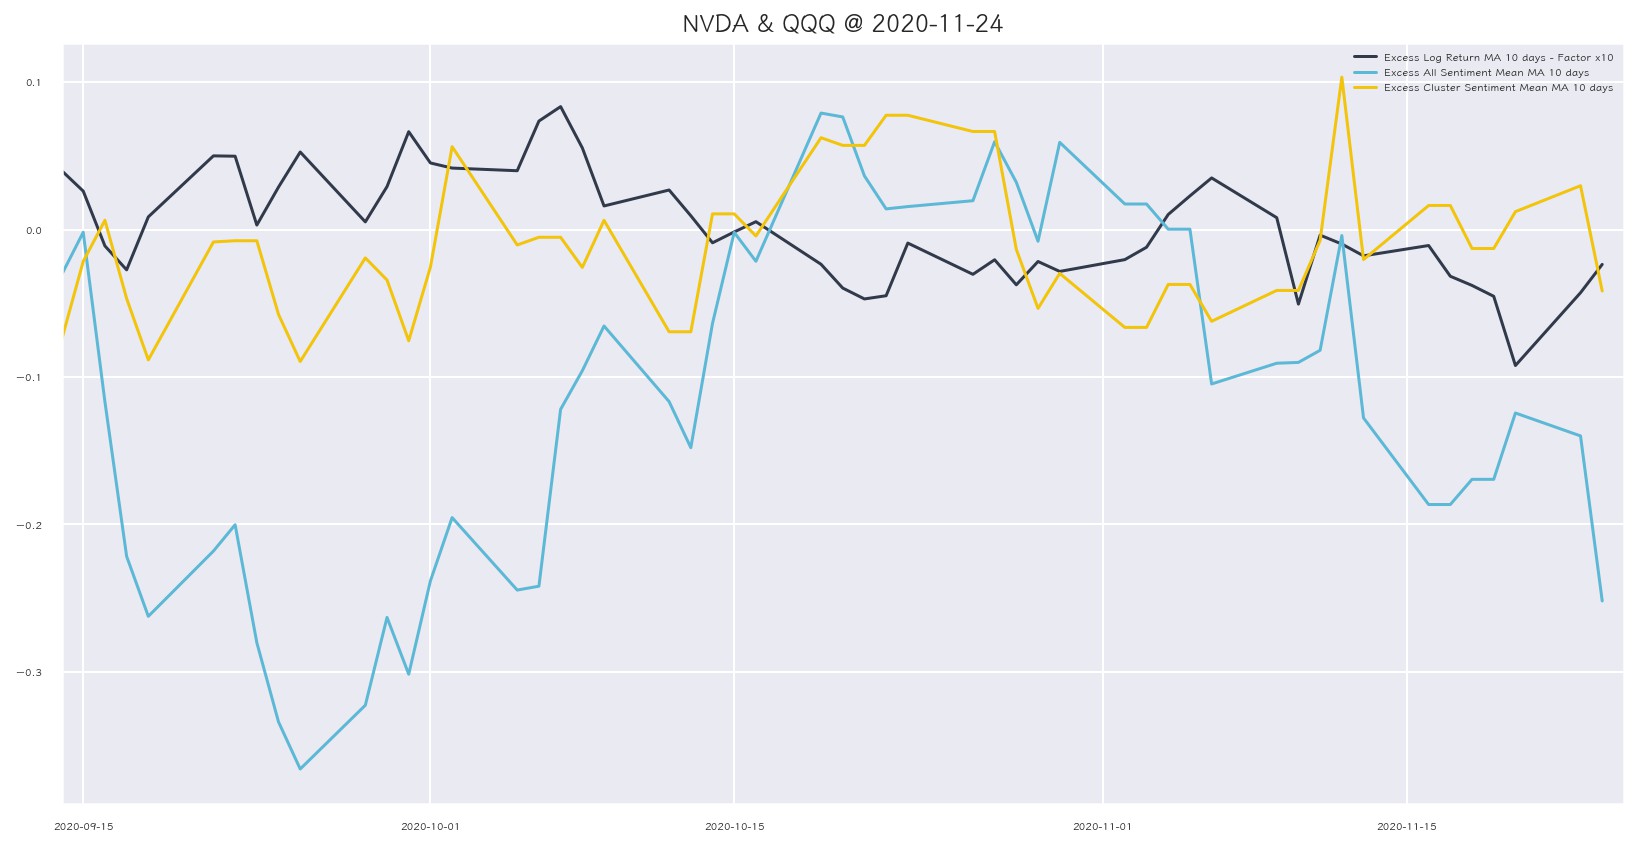 NVDA & QQQ @ 2020-11-24
Excess Log Return MA 10 days - Factor x10
Excess All Sentiment Mean MA 10 days
Excess Cluster Sentiment Mean MA 10 days
0.1
0.0
−0.1
−0.2
−0.3
2020-09-15 2020-10-01 2020-10-15 2020-11-01 2020-11-15